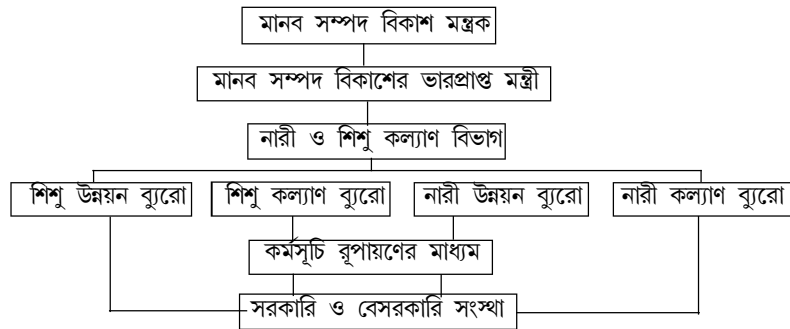 মানব সম্পদ বিকাশ মন্ত্রক
মানব সম্পদ বিকাশের ভারপ্রাপ্ত মন্ত্রী
নারী ও শিশু কল্যাণ বিভাগ
শিশু উন্নয়ন ব্যুরো শিশু কল্যাণ ব্যুরো নারী উন্নয়ন ব্যুরো নারী কল্যাণ ব্যুরো
কর্মসূচি রূপায়ণের মাধ্যম
সরকারি ও বেসরকারি সংস্থা